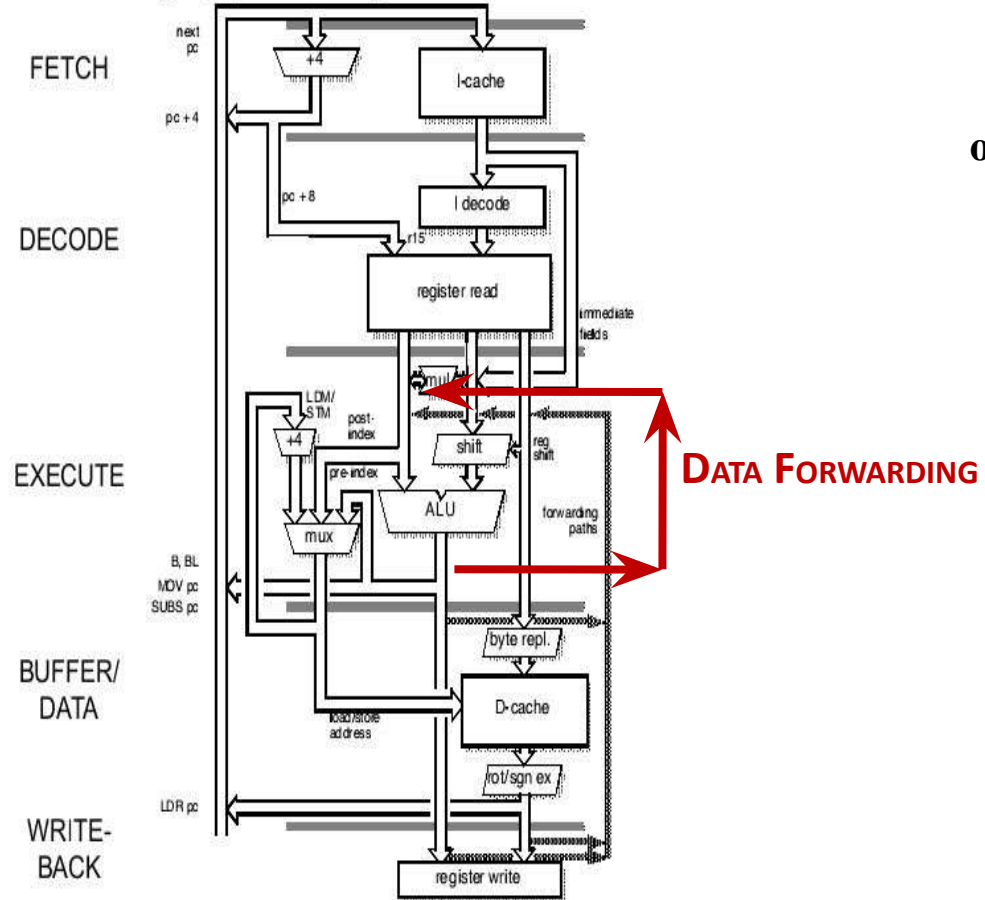 next
pc
FETCH
+4
I-cache
pc + 4
pc + 8
I decode
DECODE
r15
register read
immediate
fields
mul
LDM/
STM
post-
index
+4
shift
reg
shift
pre-index
EXECUTE
DATA FORWARDING
ALU
forwarding
paths
mux
B, BL
MOV pc
SUBS pc
byte repl.
BUFFER/
DATA
D-cache
load/store
address
rot/sgn ex
LDR pc
WRITE-
BACK
register write